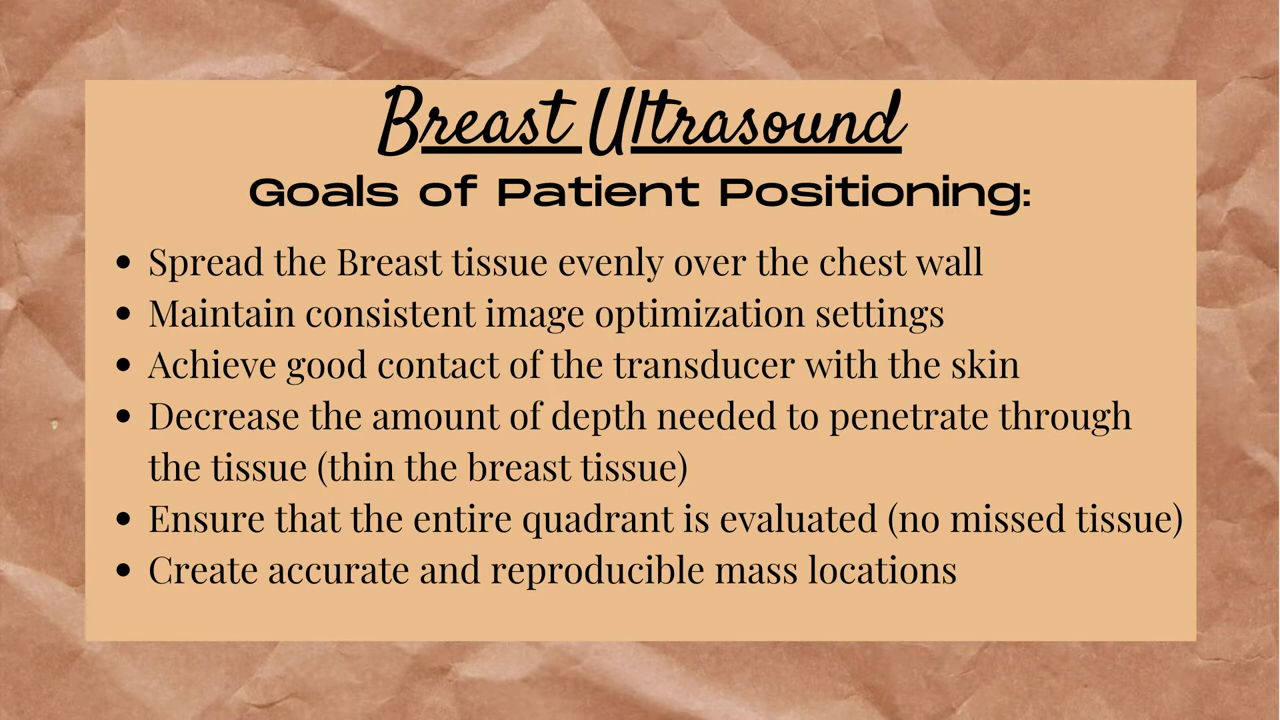 Breast Ultrasound
Goals of Patient Positioning:
• Spread the Breast tissue evenly over the chest wall
• Maintain consistent image optimization settings
• Achieve good contact of the transducer with the skin
• Decrease the amount of depth needed to penetrate through
the tissue (thin the breast tissue)
• Ensure that the entire quadrant is evaluated (no missed tissue)
• Create accurate and reproducible mass locations